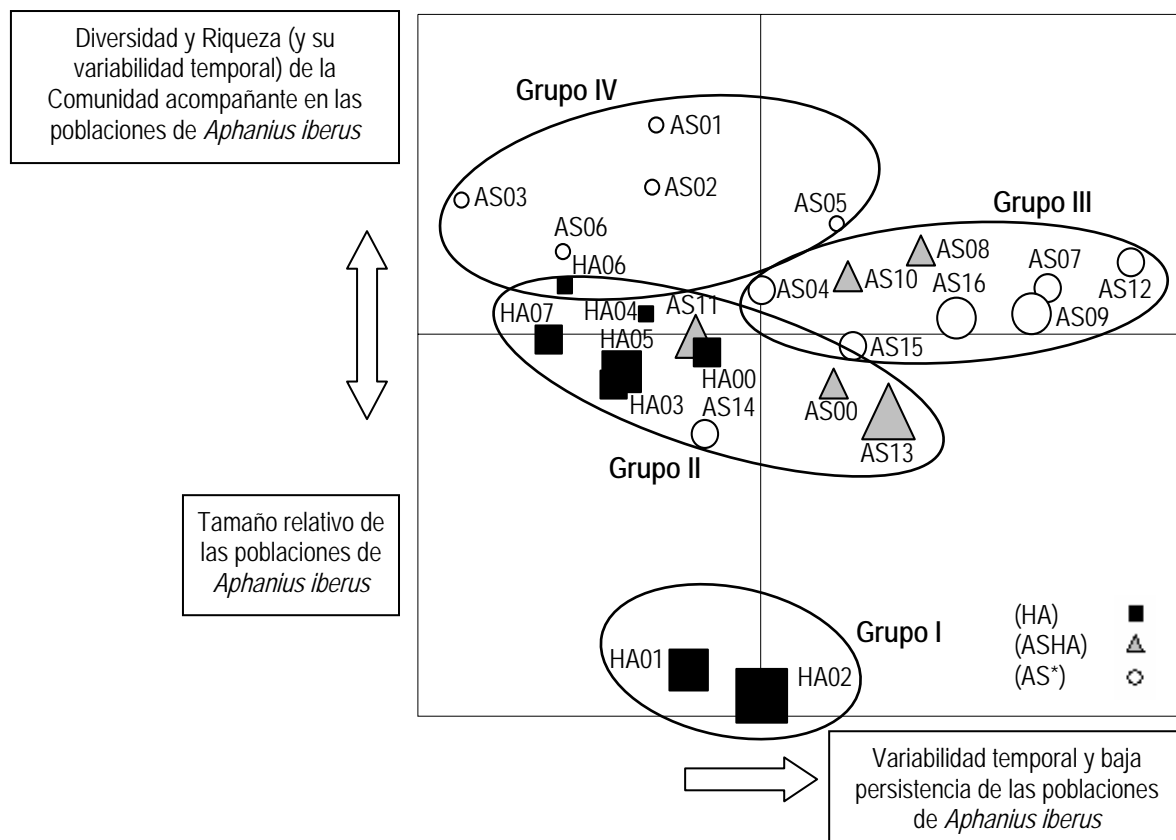 Diversidad y Riqueza (y su
variabilidad temporal) de la
Comunidad acompañante en las
poblaciones de Aphanius iberus
Grupo IV
AS01
AS02
AS03
AS05
AS06
Grupo III
AS08
AS07
AS10
AS16
AS12
AS04
AS09
AS15
HA06
HA04
AS11
HA07
HA05
HA00
HA03
AS14
AS00
AS13
Grupo II
Tamaño relativo de
las poblaciones de
Aphanius iberus
Grupo I
HA01
HA02
(HA)
(ASHA)
(AS*)
Variabilidad temporal y baja
persistencia de las poblaciones
de Aphanius iberus